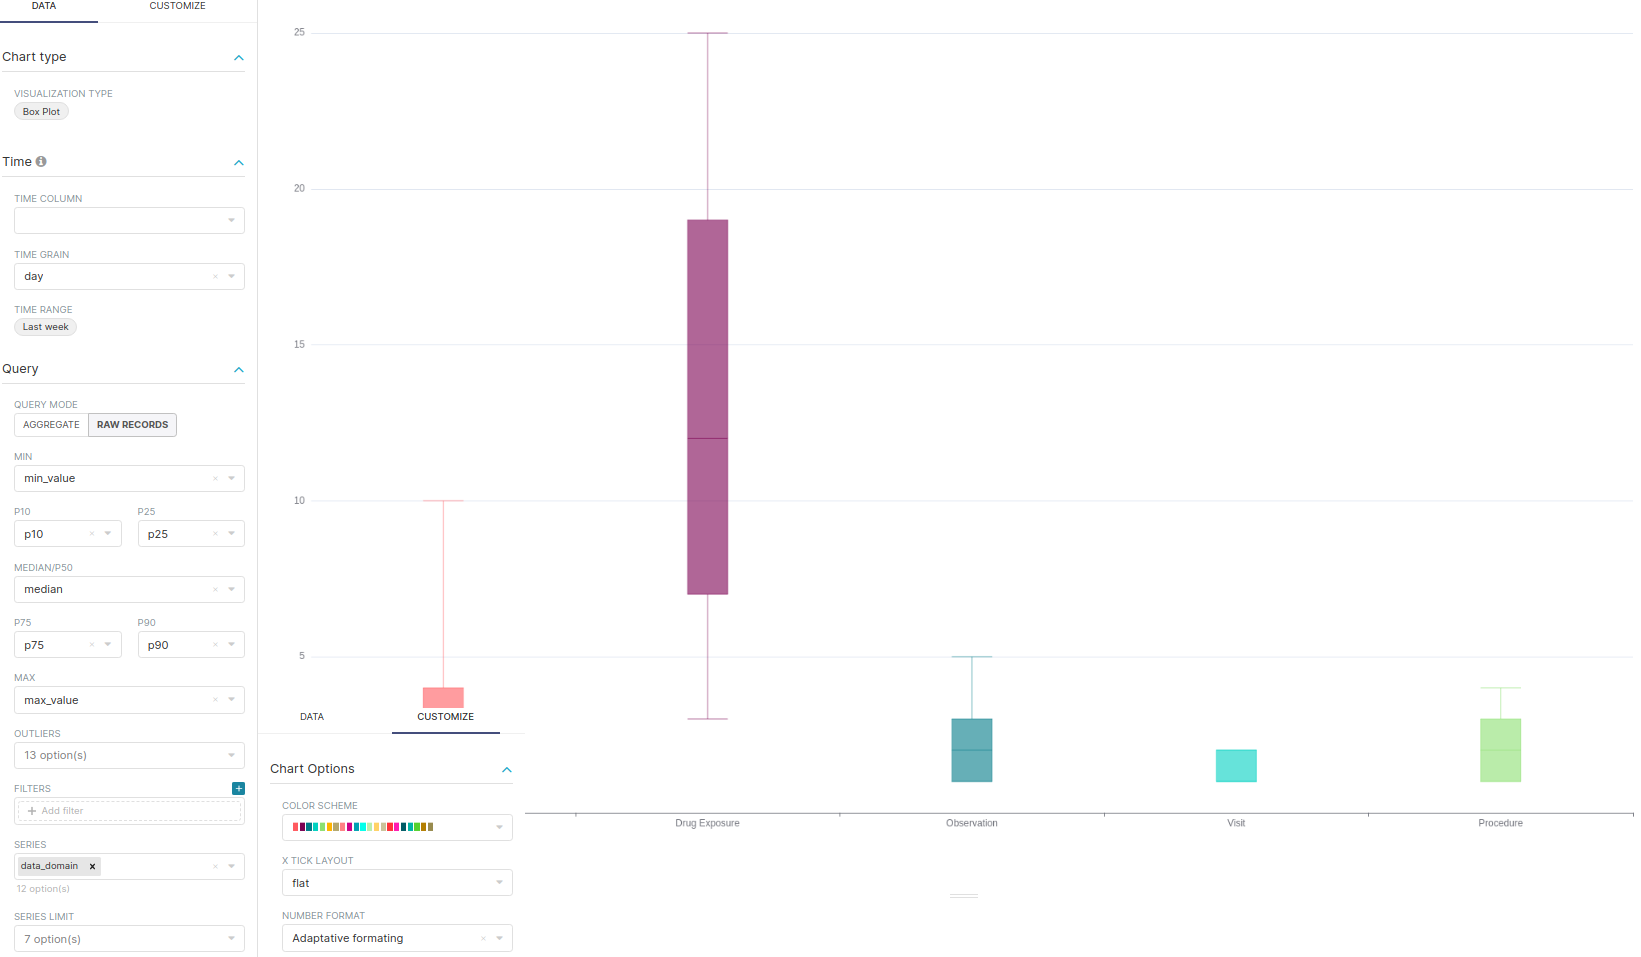 DATA CUSTOMIZE
Chart type
VISUALIZATION TYPE
Box Plot
Time
TIME COLUMN
TIME GRAIN
day
TIME RANGE
Last week
Query
QUERY MODE
AGGREGATE RAW RECORDS
MIN
min_value
P10 P25
p10 p25
MEDIAN/P50
median
P75 P90
p75 p90
MAX
max_value
OUTLIERS
13 option(s)
FILTERS
+ Add filter
SERIES
data_domain
12 option(s)
SERIES LIMIT
7 option(s)
25
20
15
10
5
Drug Exposure Observation Visit Procedure
DATA CUSTOMIZE
Chart Options
COLOR SCHEME
X TICK LAYOUT
flat
NUMBER FORMAT
Adaptative formating